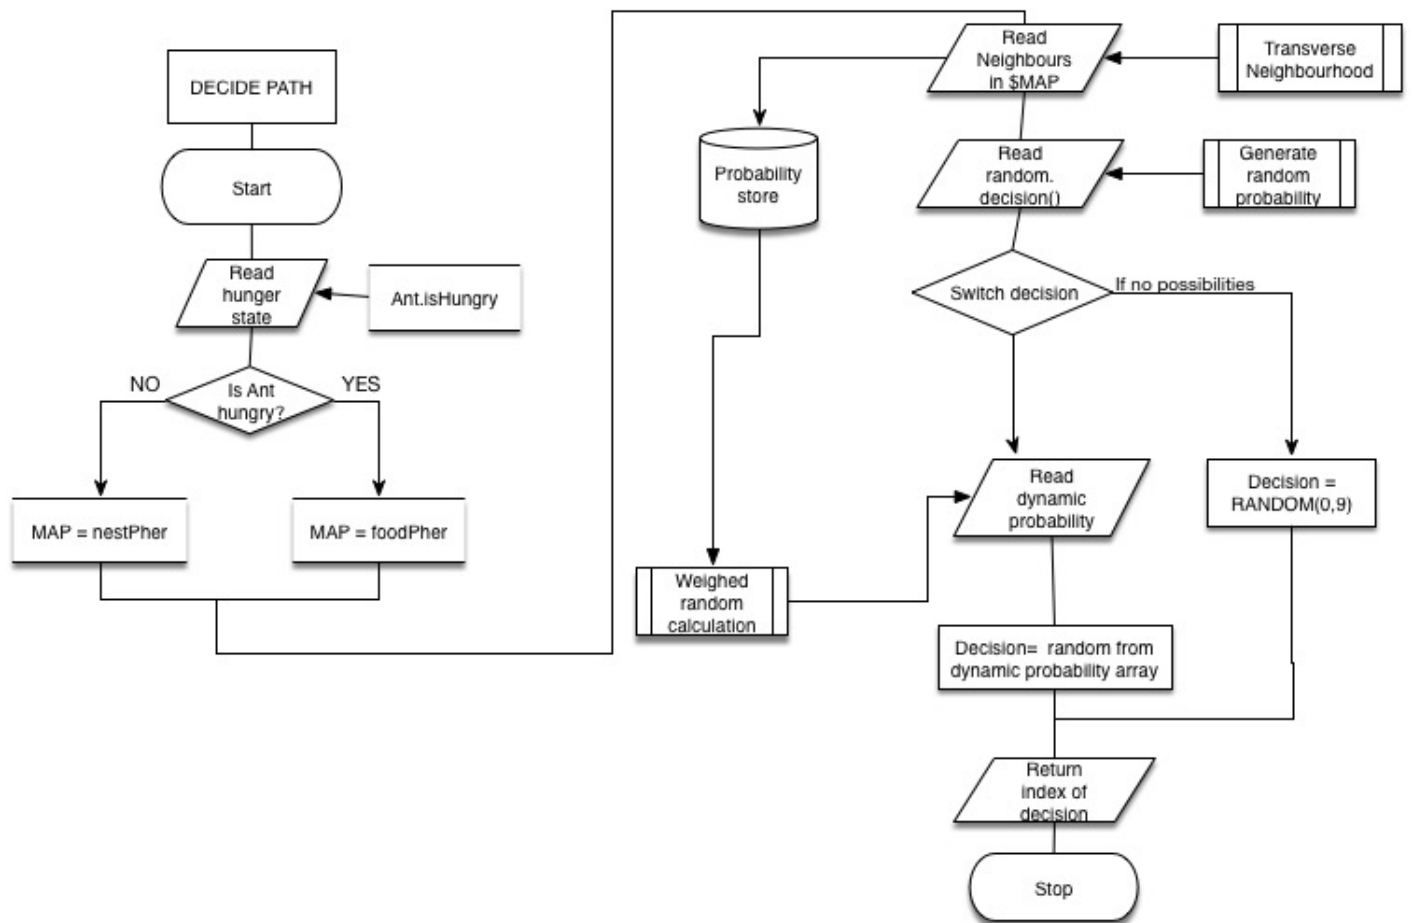 DECIDE PATH
Start
Read
hunger
state
Ant.isHungry
Is Ant
hungry?
NO
YES
MAP = nestPher
MAP = foodPher
Read
Neighbours
in $MAP
Transverse
Neighbourhood
Probability
store
Read
random.
decision()
Generate
random
probability
Switch decision
If no possibilities
Read
dynamic
probability
Decision =
RANDOM(0,9)
Weighed
random
calculation
Decision=  random from
dynamic probability array
Return
index of
decision
Stop